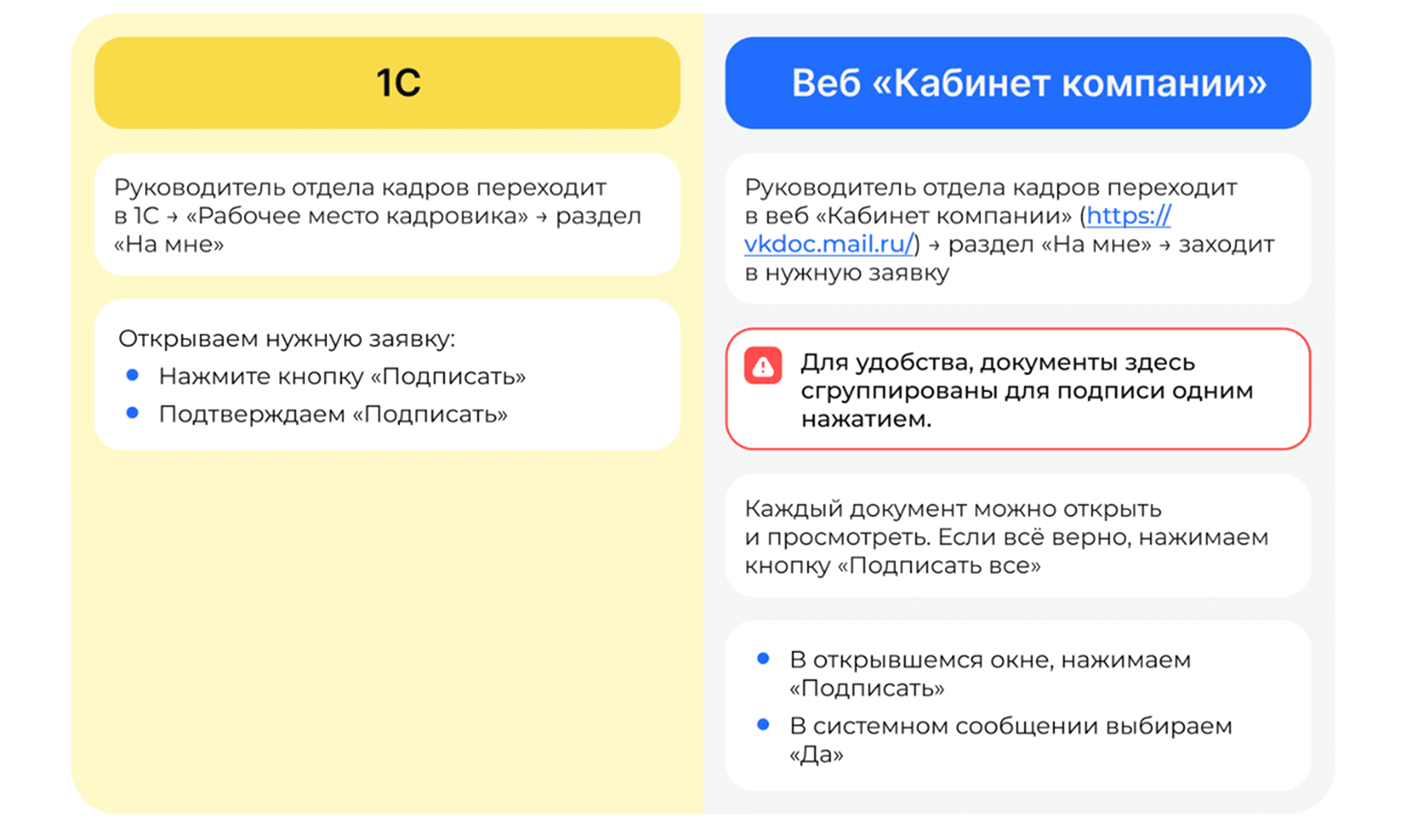 1С
Руководитель отдела кадров переходит
в 1С → «Рабочее место кадровика» → раздел
«На мне»
Открываем нужную заявку:
• Нажмите кнопку «Подписать»
• Подтверждаем «Подписать»
Веб «Кабинет компании»
Руководитель отдела кадров переходит
в веб «Кабинет компании» (https://
vkdoc.mail.ru/) → раздел «На мне» → заходит
в нужную заявку
Для удобства, документы здесь
сгруппированы для подписи одним
нажатием.
Каждый документ можно открыть
и просмотреть. Если всё верно, нажимаем
кнопку «Подписать все»
• В открывшемся окне, нажимаем
«Подписать»
• В системном сообщении выбираем
«Да»